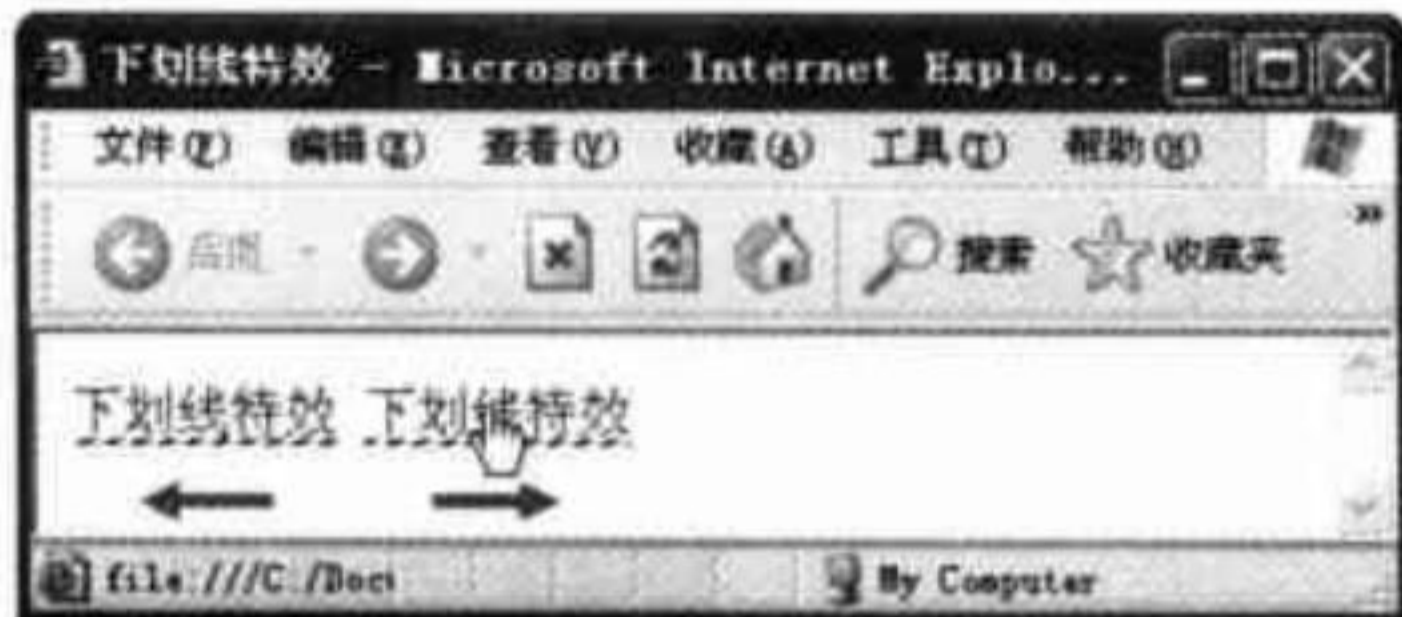 下划线特效 - Microsoft Internet Explo...
文件(F) 编辑(E) 查看(V) 收藏(A) 工具(T) 帮助(H)
后退 搜索 收藏夹 »
下划线特效 下划线特效
file:///C:/Doc My Computer